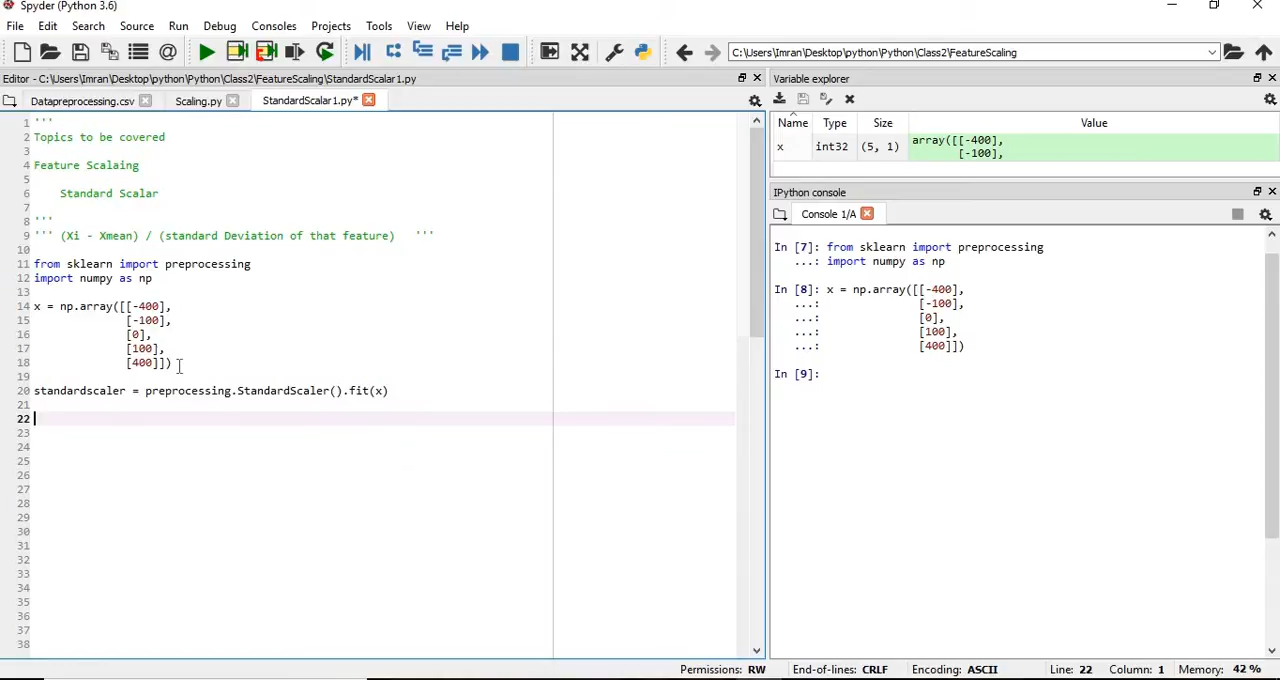 Spyder (Python 3.6)
File Edit Search Source Run Debug Consoles Projects Tools View Help
C:\Users\Imran\Desktop\python\Python\Class2\FeatureScaling
Editor - C:\Users\Imran\Desktop\python\Python\Class2\FeatureScaling\StandardScalar1.py
Datapreprocessing.csv Scaling.py StandardScalar1.py*
1 '''
2 Topics to be covered
3
4 Feature Scalaing
5
6 Standard Scalar
7
8 '''
9 ''' (Xi - Xmean) / (standard Deviation of that feature) '''
10
11 from sklearn import preprocessing
12 import numpy as np
13
14 x = np.array([[-400],
15 [-100],
16 [0],
17 [100],
18 [400]])
19
20 standardscaler = preprocessing.StandardScaler().fit(x)
21
22
23
24
25
26
27
28
29
30
31
32
33
34
35
36
37
38
Variable explorer
Name Type Size Value
x int32 (5, 1) array([[-400],
[-100],
IPython console
Console 1/A
In [7]: from sklearn import preprocessing
...: import numpy as np
In [8]: x = np.array([[-400],
...: [-100],
...: [0],
...: [100],
...: [400]])
In [9]:
Permissions: RW End-of-lines: CRLF Encoding: ASCII Line: 22 Column: 1 Memory: 42 %